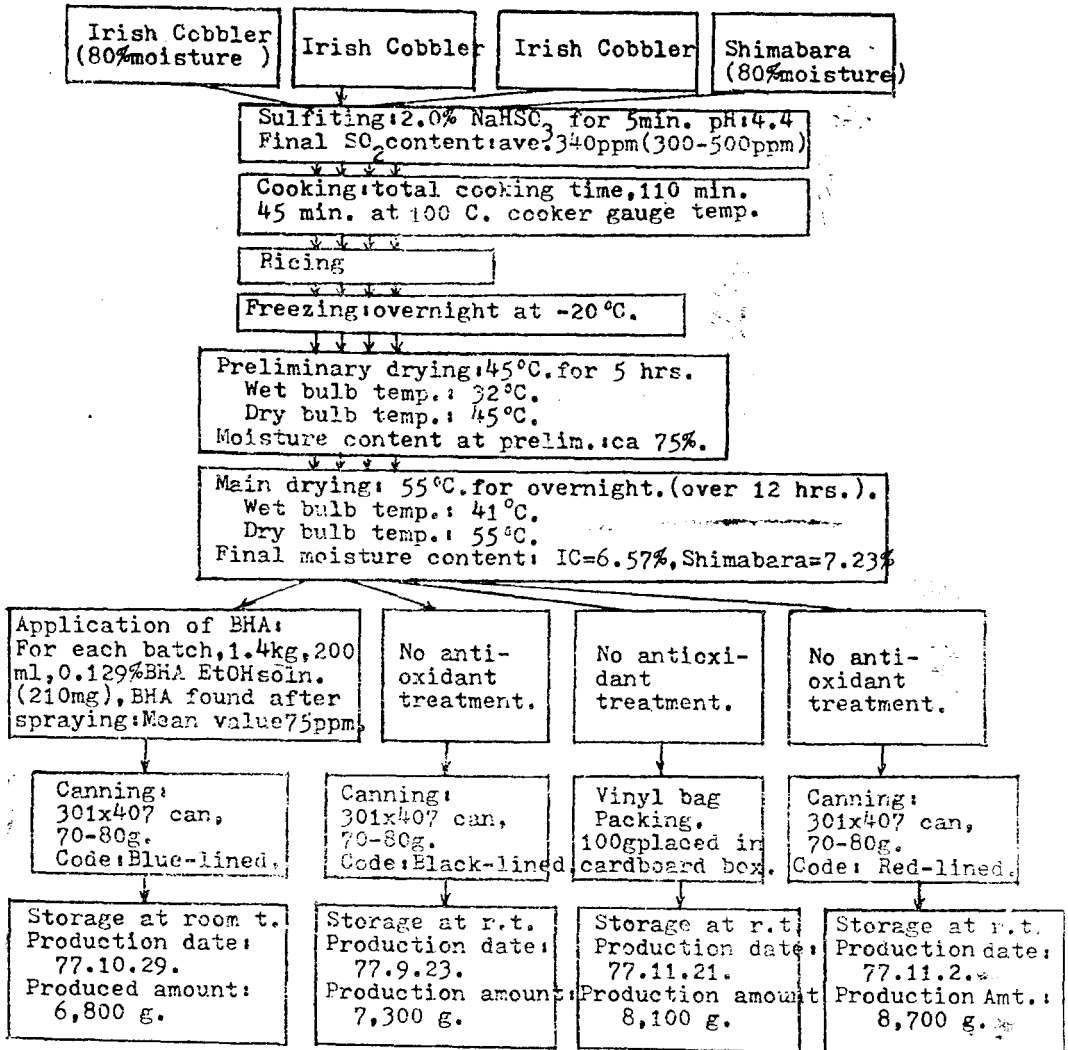 Irish Cobbler
(80%moisture )
Irish Cobbler
Irish Cobbler
Shimabara
(80%moisture)
Sulfiting:2.0% NaHSO3 for 5min. pH:4.4
Final SO2content:ave.340ppm(300-500ppm)
Cooking:total cooking time,110 min.
45 min. at 100 C. cooker gauge temp.
Ricing
Freezing:overnight at -20°C.
Preliminary drying:45°C.for 5 hrs.
Wet bulb temp.: 32°C.
Dry bulb temp.: 45°C.
Moisture content at prelim.:ca 75%.
Main drying: 55°C.for overnight.(over 12 hrs.).
Wet bulb temp.: 41°C.
Dry bulb temp.: 55°C.
Final moisture content: IC=6.57%,Shimabara=7.23%
Application of BHA:
For each batch,1.4kg,200
ml,0.129%BHA EtOHsoln.
(210mg),BHA found after
spraying:Mean value75ppm.
No anti-
oxidant
treatment.
No antioxi-
dant
treatment.
No anti-
oxidant
treatment.
Canning:
301x407 can,
70-80g.
Code:Blue-lined.
Canning:
301x407 can,
70-80g.
Code:Black-lined
Vinyl bag
Packing.
100gplaced in
cardboard box.
Canning:
301x407 can,
70-80g.
Code: Red-lined.
Storage at room t.
Production date:
77.10.29.
Produced amount:
6,800 g.
Storage at r.t.
Production date:
77.9.23.
Production amount:
7,300 g.
Storage at r.t
Production date:
77.11.21.
Production amount
8,100 g.
Storage at r.t.
Production date:
77.11.2.
Production Amt.:
8,700 g.